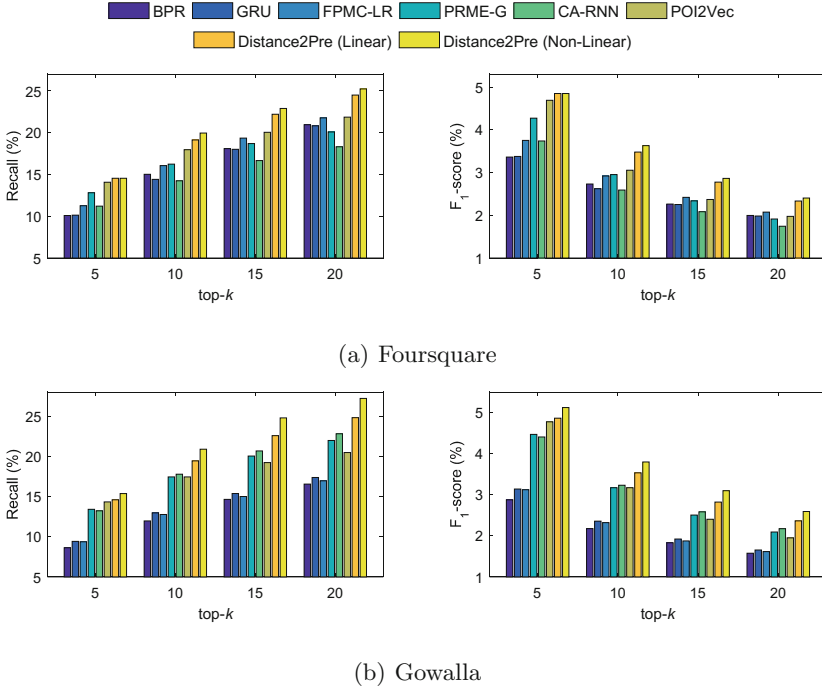 BPR GRU FPMC-LR PRME-G CA-RNN POI2Vec
Distance2Pre (Linear) Distance2Pre (Non-Linear)
Recall (%)
25
20
15
10
5
5 10 15 20
top-k
F1-score (%)
5
4
3
2
1
5 10 15 20
top-k
(a) Foursquare
Recall (%)
25
20
15
10
5
5 10 15 20
top-k
F1-score (%)
5
4
3
2
1
5 10 15 20
top-k
(b) Gowalla